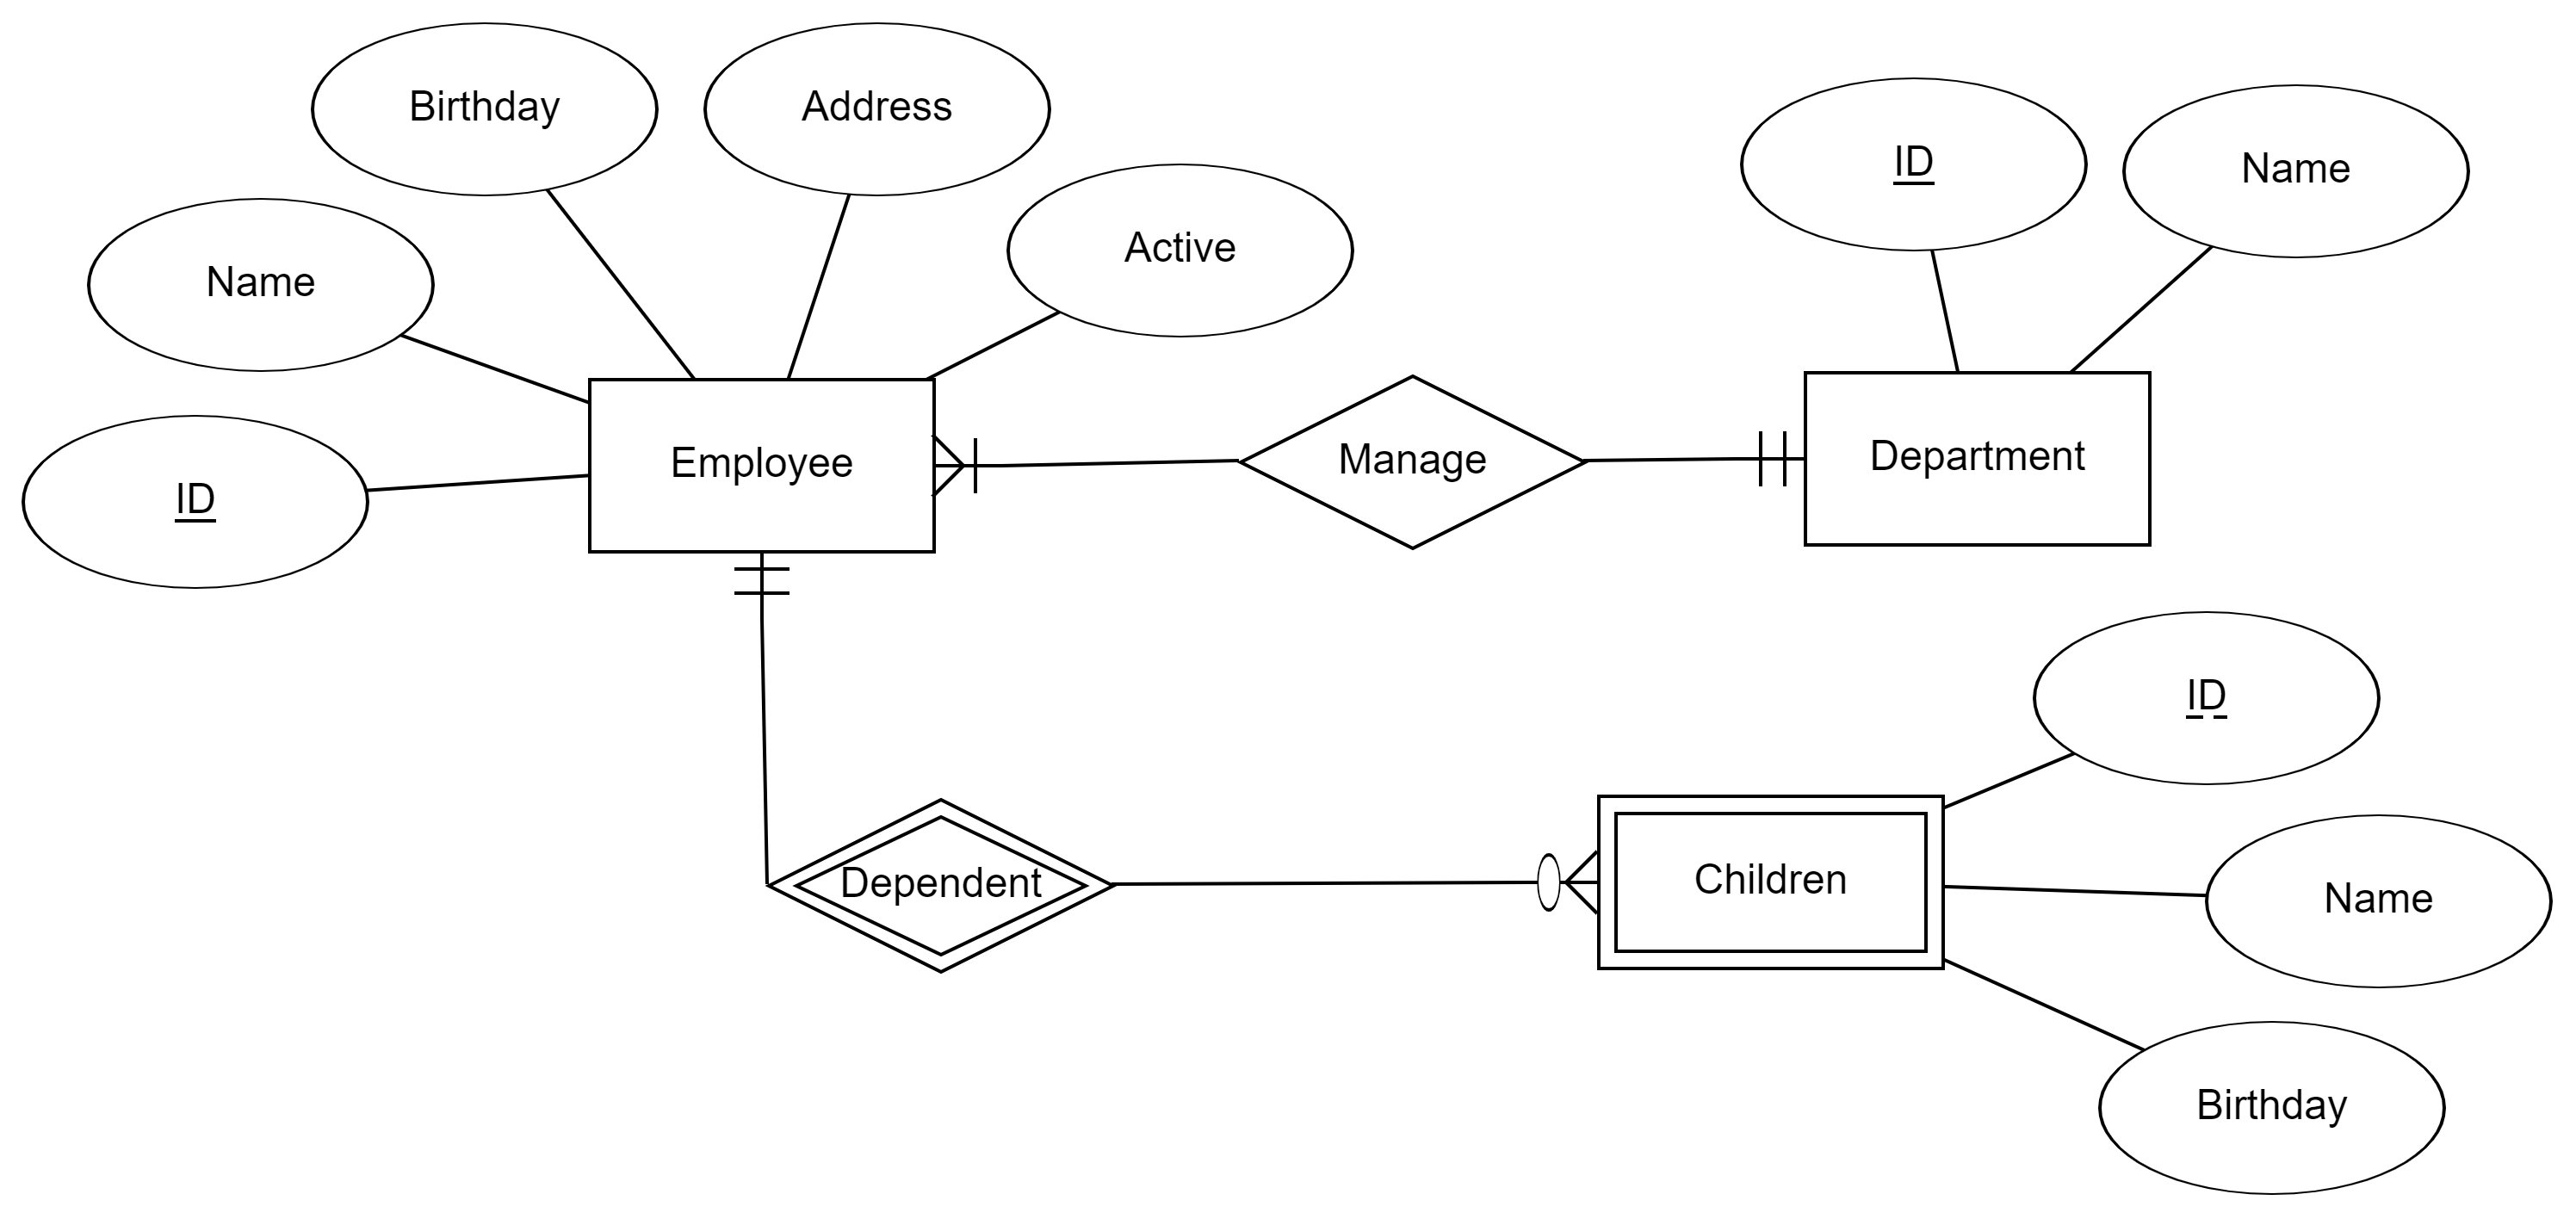 Birthday
Address
Active
Name
ID
Employee
Manage
ID
Name
Department
Dependent
Children
ID
Name
Birthday